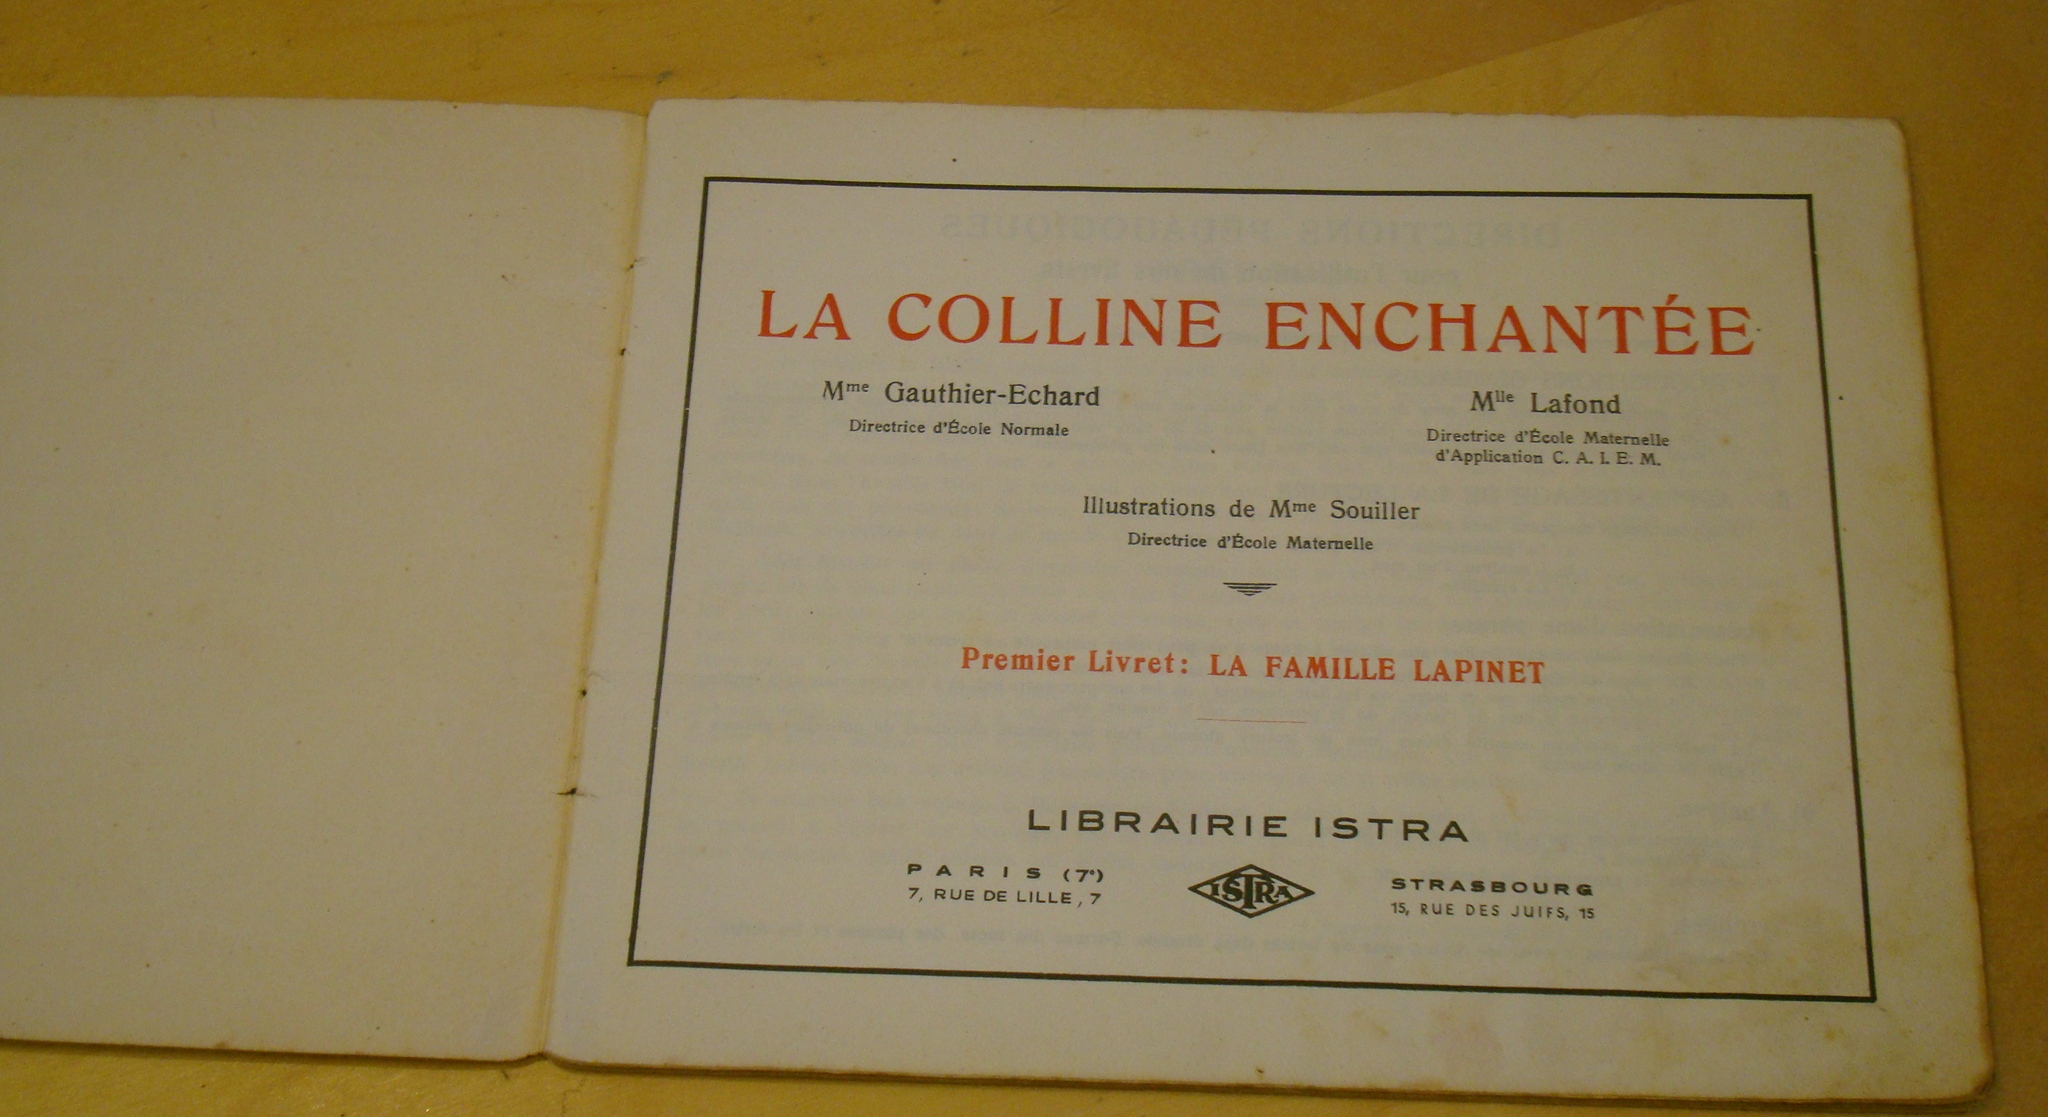 LA COLLINE ENCHANTÉE
Mme Gauthier-Echard
Directrice d'École Normale
Mlle Lafond
Directrice d'École Maternelle
d'Application C. A. I. E. M.
Illustrations de Mme Souiller
Directrice d'École Maternelle
Premier Livret: LA FAMILLE LAPINET
LIBRAIRIE ISTRA
PARIS (7e)
7, RUE DE LILLE, 7
ISTRA
STRASBOURG
15, RUE DES JUIFS, 15
DIRECTIONS PÉDAGOGIQUES